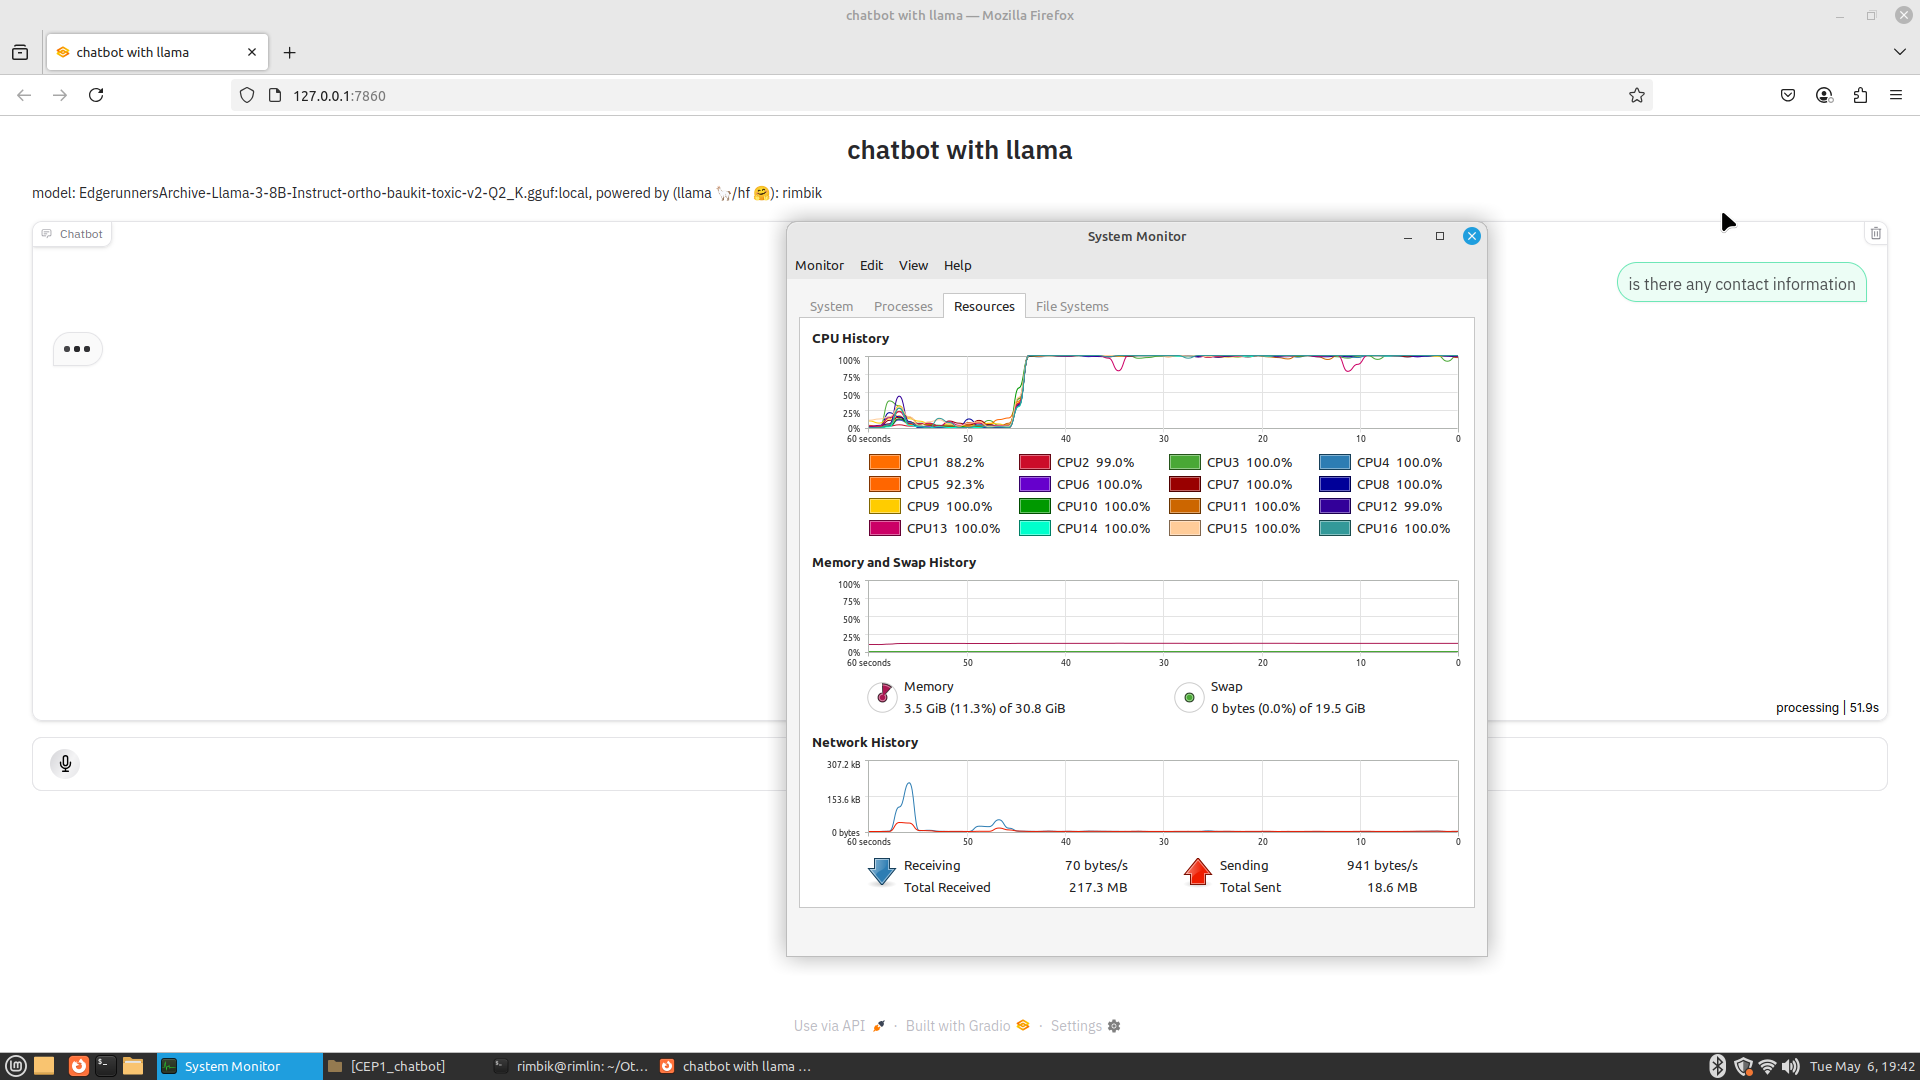 chatbot with llama — Mozilla Firefox
chatbot with llama
127.0.0.1:7860
chatbot with llama
model: EdgerunnersArchive-Llama-3-8B-Instruct-ortho-baukit-toxic-v2-Q2_K.gguf:local, powered by (llama 🦙/hf 🤗): rimbik
Chatbot
is there any contact information
processing | 51.9s
System Monitor
Monitor Edit View Help
System Processes Resources File Systems
CPU History
100%
75%
50%
25%
0%
60 seconds 50 40 30 20 10 0
CPU1 88.2% CPU2 99.0% CPU3 100.0% CPU4 100.0%
CPU5 92.3% CPU6 100.0% CPU7 100.0% CPU8 100.0%
CPU9 100.0% CPU10 100.0% CPU11 100.0% CPU12 99.0%
CPU13 100.0% CPU14 100.0% CPU15 100.0% CPU16 100.0%
Memory and Swap History
100%
75%
50%
25%
0%
60 seconds 50 40 30 20 10 0
Memory Swap
3.5 GiB (11.3%) of 30.8 GiB 0 bytes (0.0%) of 19.5 GiB
Network History
307.2 kB
153.6 kB
0 bytes
60 seconds 50 40 30 20 10 0
Receiving 70 bytes/s Sending 941 bytes/s
Total Received 217.3 MB Total Sent 18.6 MB
Use via API 🚀 · Built with Gradio · Settings ⚙
System Monitor [CEP1_chatbot] rimbik@rimlin: ~/Ot... chatbot with llama ... Tue May 6, 19:42